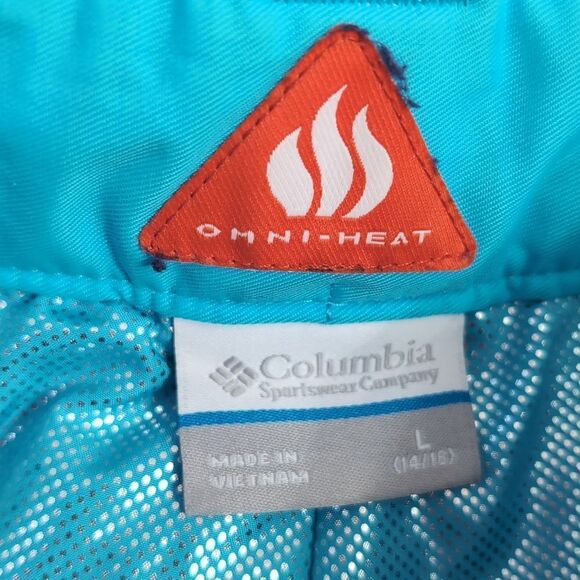 OMNI-HEAT
Columbia
Sportswear Company
MADE IN
VIETNAM
L
(14/16)